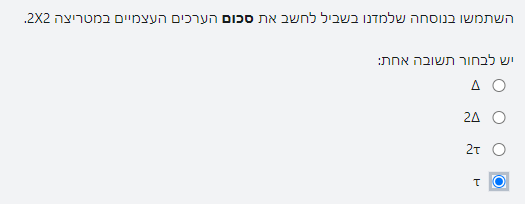 השתמשו בנוסחה שלמדנו בשביל לחשב את סכום הערכים העצמיים במטריצה 2X2.
יש לבחור תשובה אחת:
Δ
2Δ
2τ
τ